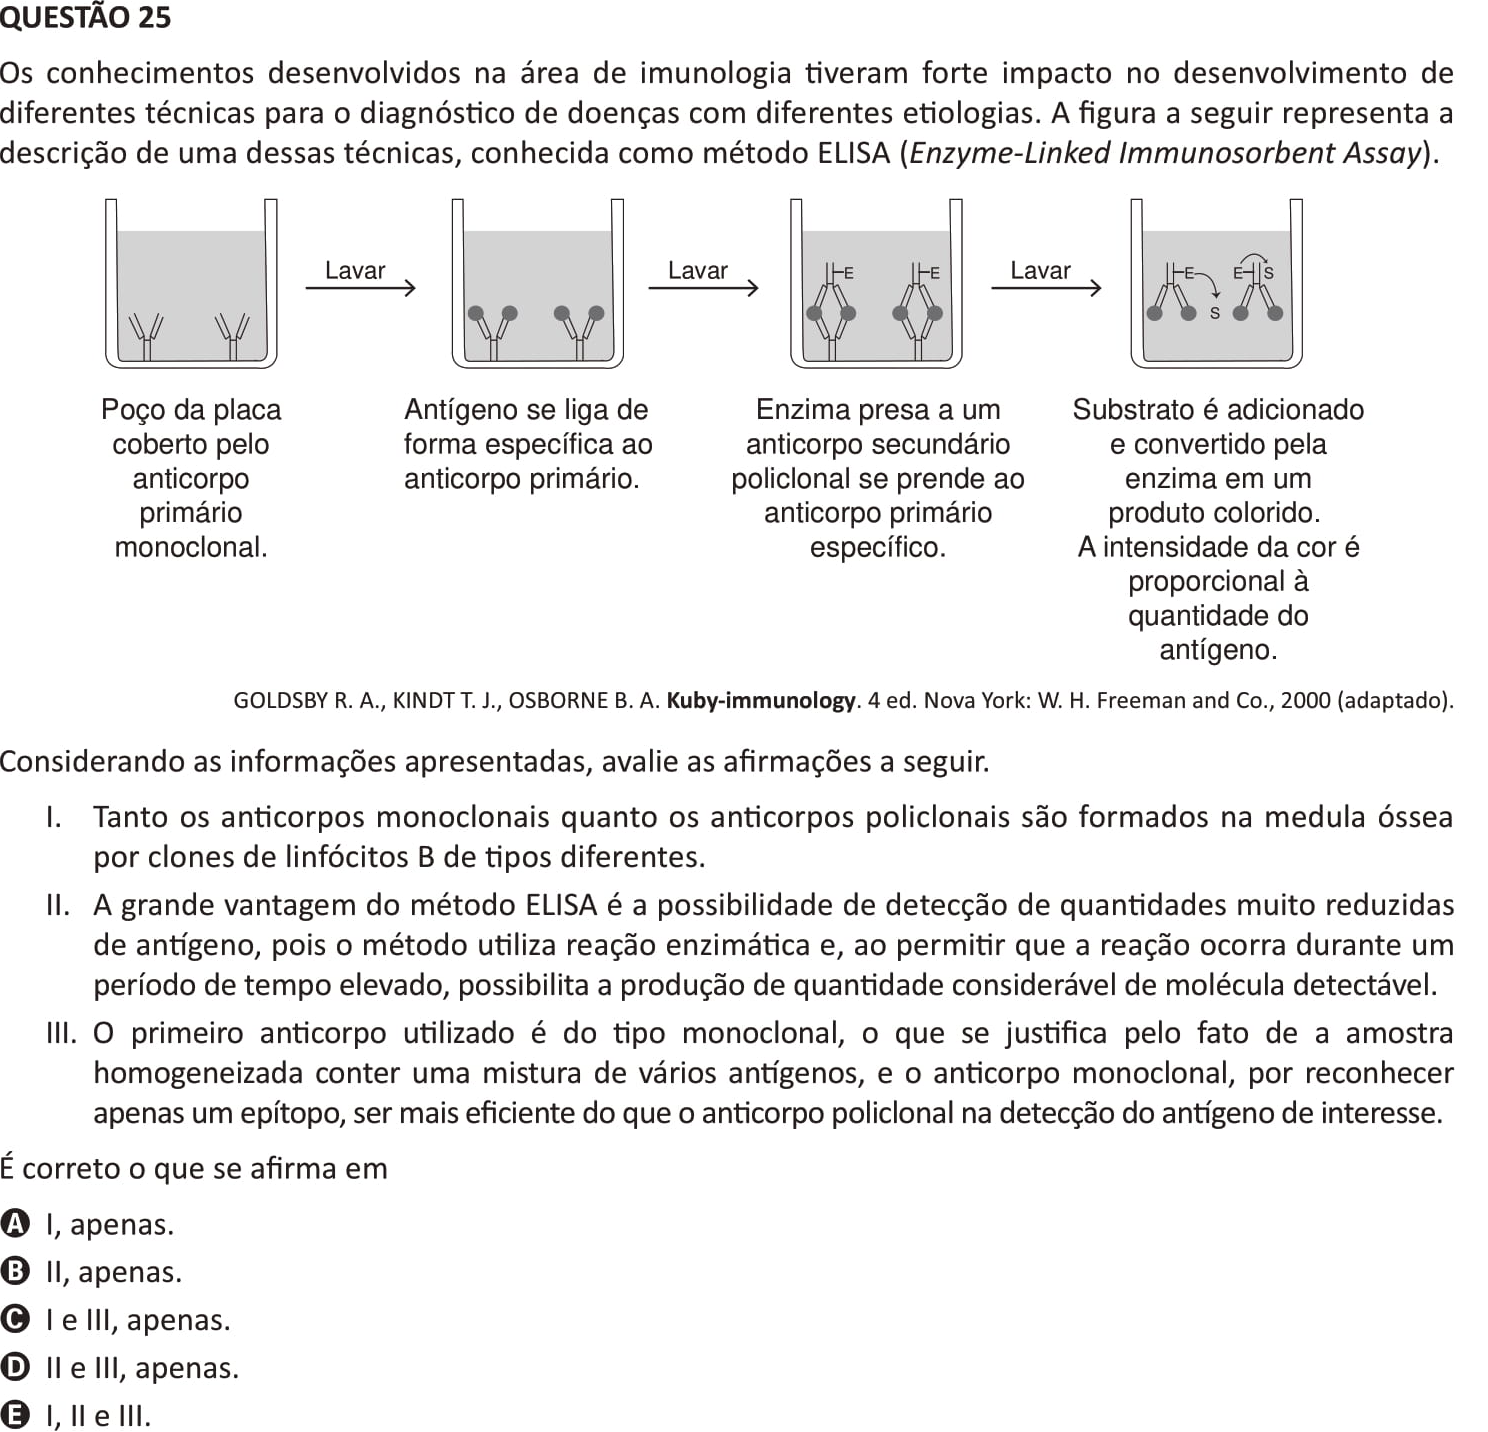 QUESTÃO 25
Os conhecimentos desenvolvidos na área de imunologia tiveram forte impacto no desenvolvimento de
diferentes técnicas para o diagnóstico de doenças com diferentes etiologias. A figura a seguir representa a
descrição de uma dessas técnicas, conhecida como método ELISA (Enzyme-Linked Immunosorbent Assay).
Lavar
Lavar
E
E
Lavar
E
S
E
S
Poço da placa
coberto pelo
anticorpo
primário
monoclonal.
Antígeno se liga de
forma específica ao
anticorpo primário.
Enzima presa a um
anticorpo secundário
policlonal se prende ao
anticorpo primário
específico.
Substrato é adicionado
e convertido pela
enzima em um
produto colorido.
A intensidade da cor é
proporcional à
quantidade do
antígeno.
GOLDSBY R. A., KINDT T. J., OSBORNE B. A. Kuby-immunology. 4 ed. Nova York: W. H. Freeman and Co., 2000 (adaptado).
Considerando as informações apresentadas, avalie as afirmações a seguir.
I. Tanto os anticorpos monoclonais quanto os anticorpos policlonais são formados na medula óssea
por clones de linfócitos B de tipos diferentes.
II. A grande vantagem do método ELISA é a possibilidade de detecção de quantidades muito reduzidas
de antígeno, pois o método utiliza reação enzimática e, ao permitir que a reação ocorra durante um
período de tempo elevado, possibilita a produção de quantidade considerável de molécula detectável.
III. O primeiro anticorpo utilizado é do tipo monoclonal, o que se justifica pelo fato de a amostra
homogeneizada conter uma mistura de vários antígenos, e o anticorpo monoclonal, por reconhecer
apenas um epítopo, ser mais eficiente do que o anticorpo policlonal na detecção do antígeno de interesse.
É correto o que se afirma em
A I, apenas.
B II, apenas.
C I e III, apenas.
D II e III, apenas.
E I, II e III.